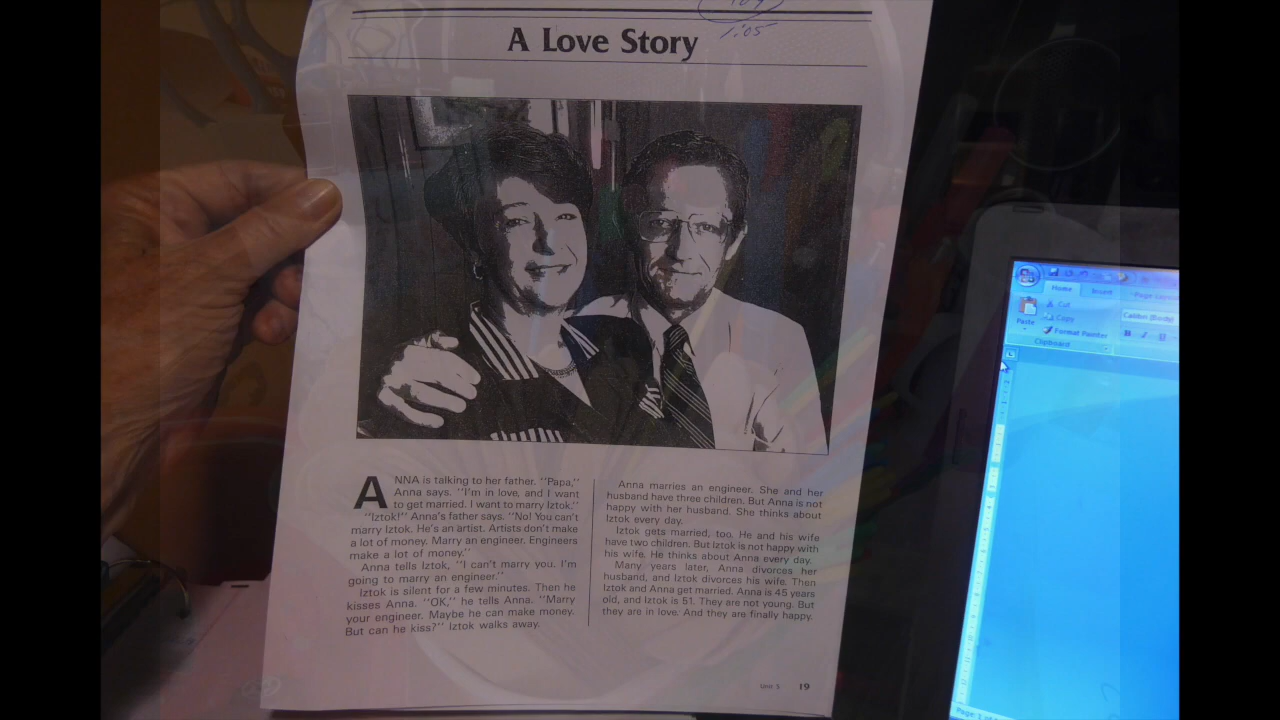 1:05
A Love Story
ANNA is talking to her father. "Papa,"
Anna says. "I'm in love, and I want
to get married. I want to marry Iztok."
"Iztok!" Anna's father says. "No! You can't
marry Iztok. He's an artist. Artists don't make
a lot of money. Marry an engineer. Engineers
make a lot of money."
Anna tells Iztok, "I can't marry you. I'm
going to marry an engineer."
Iztok is silent for a few minutes. Then he
kisses Anna. "OK," he tells Anna. "Marry
your engineer. Maybe he can make money.
But can he kiss?" Iztok walks away.
Anna marries an engineer. She and her
husband have three children. But Anna is not
happy with her husband. She thinks about
Iztok every day.
Iztok gets married, too. He and his wife
have two children. But Iztok is not happy with
his wife. He thinks about Anna every day.
Many years later, Anna divorces her
husband, and Iztok divorces his wife. Then
Iztok and Anna get married. Anna is 45 years
old, and Iztok is 51. They are not young. But
they are in love. And they are finally happy.
Unit 5 19
Home Insert Page Layout
Cut
Copy
Paste Format Painter
Clipboard
Calibri (Body)
B I U
Page: 1 of